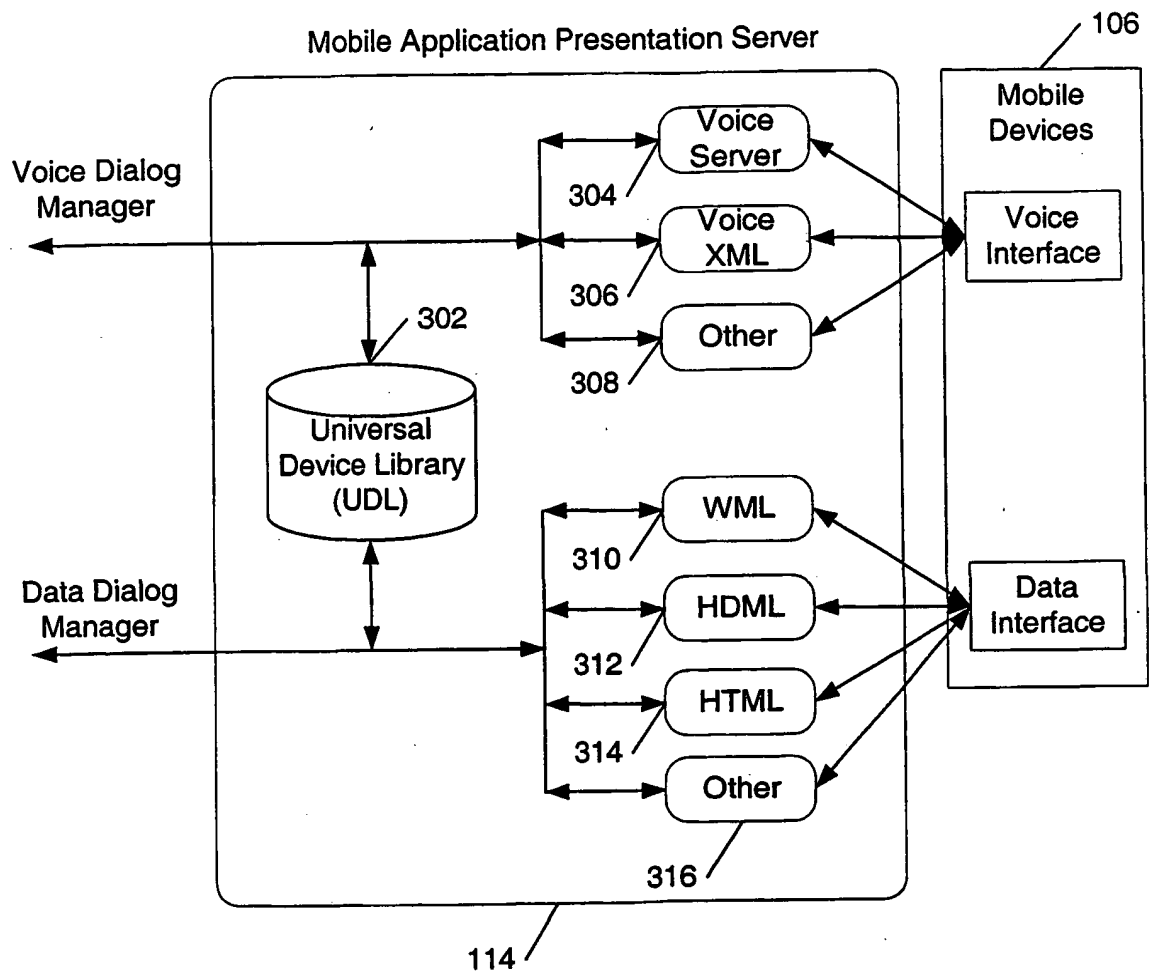 106
Mobile Application Presentation Server
Mobile
Devices
Voice
Server
304
Voice Dialog
Manager
Voice
XML
306
Voice
Interface
302
Other
308
Universal
Device Library
(UDL)
WML
310
Data Dialog
Manager
HDML
312
Data
Interface
HTML
314
Other
316
114